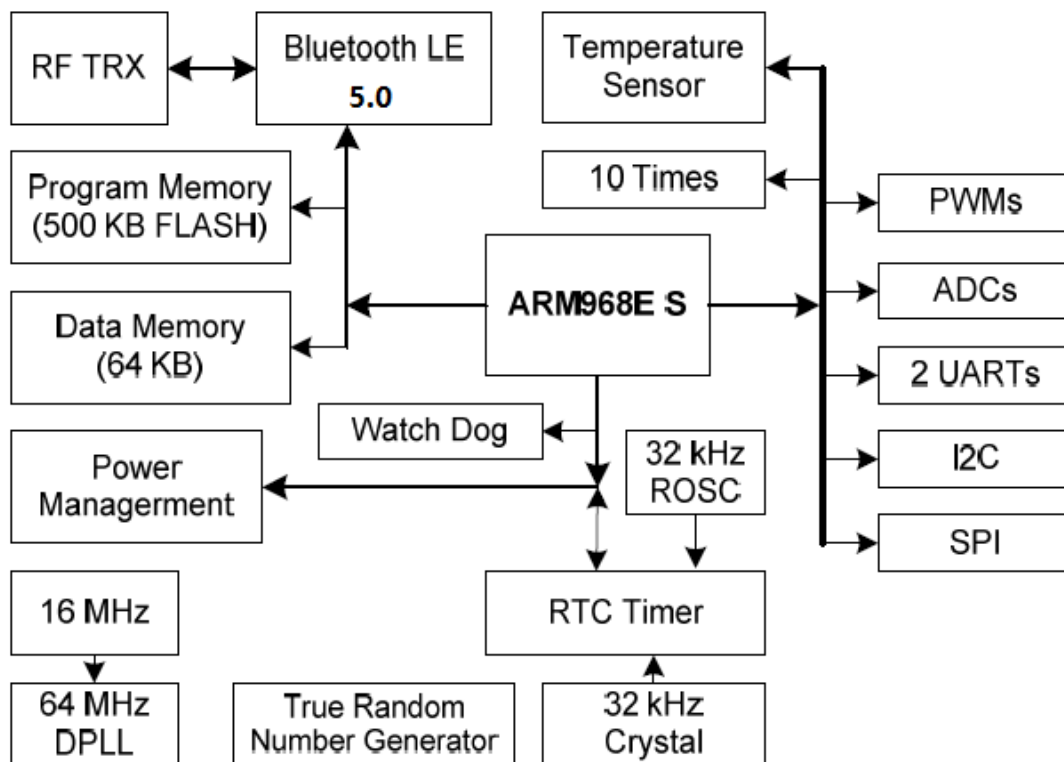 RF TRX
Bluetooth LE
5.0
Temperature
Sensor
Program Memory
(500 KB FLASH)
10 Times
PWMs
ARM968E S
ADCs
Data Memory
(64 KB)
2 UARTs
Watch Dog
32 kHz
ROSC
I2C
Power
Managerment
SPI
16 MHz
RTC Timer
64 MHz
DPLL
True Random
Number Generator
32 kHz
Crystal